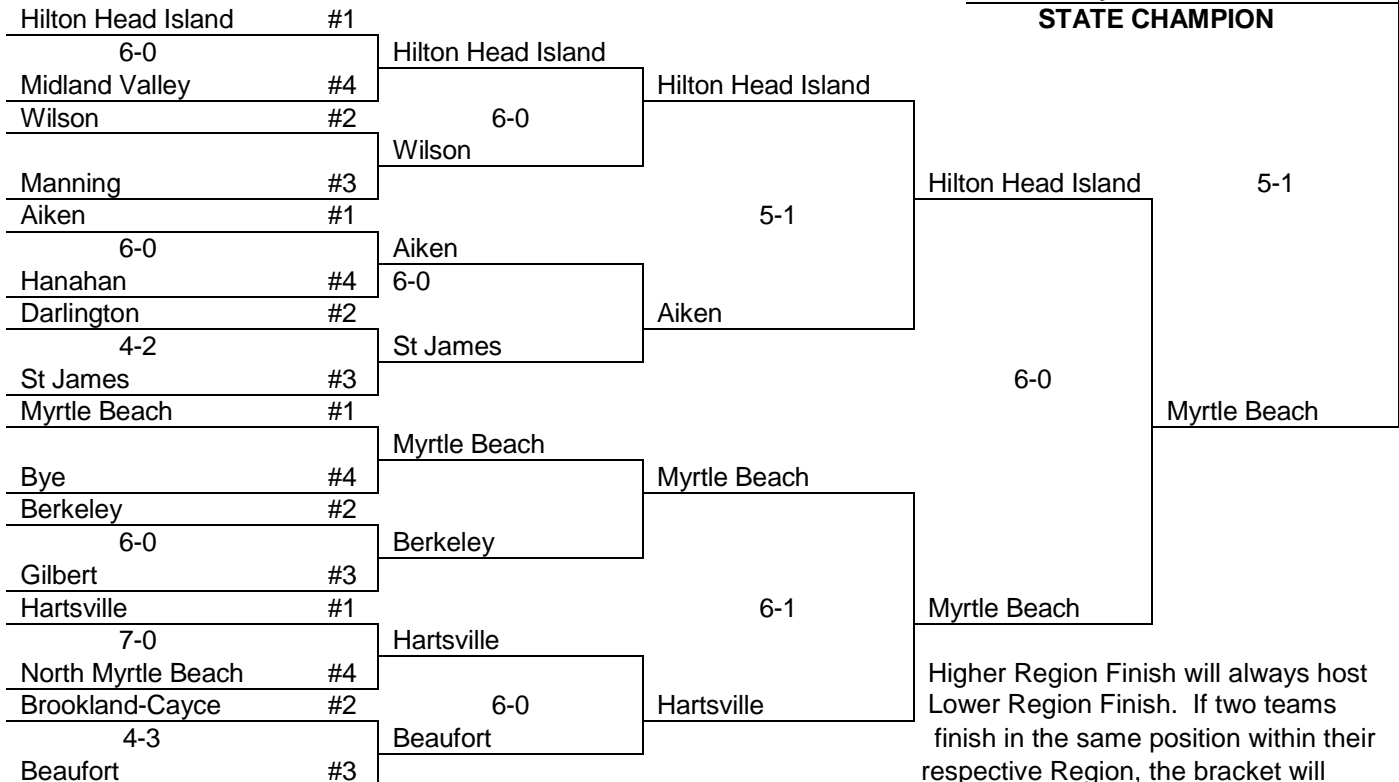 Hilton Head Island #1 STATE CHAMPION
6-0 Hilton Head Island
Midland Valley #4 Hilton Head Island
Wilson #2 6-0
Wilson
Manning #3 Hilton Head Island 5-1
Aiken #1 5-1
6-0 Aiken
Hanahan #4 6-0
Darlington #2 Aiken
4-2 St James
St James #3 6-0
Myrtle Beach #1 Myrtle Beach
Myrtle Beach
Bye #4 Myrtle Beach
Berkeley #2
6-0 Berkeley
Gilbert #3
Hartsville #1 6-1 Myrtle Beach
7-0 Hartsville
North Myrtle Beach #4 Higher Region Finish will always host
Brookland-Cayce #2 6-0 Hartsville Lower Region Finish. If two teams
4-3 Beaufort finish in the same position within their
Beaufort #3 respective Region, the bracket will